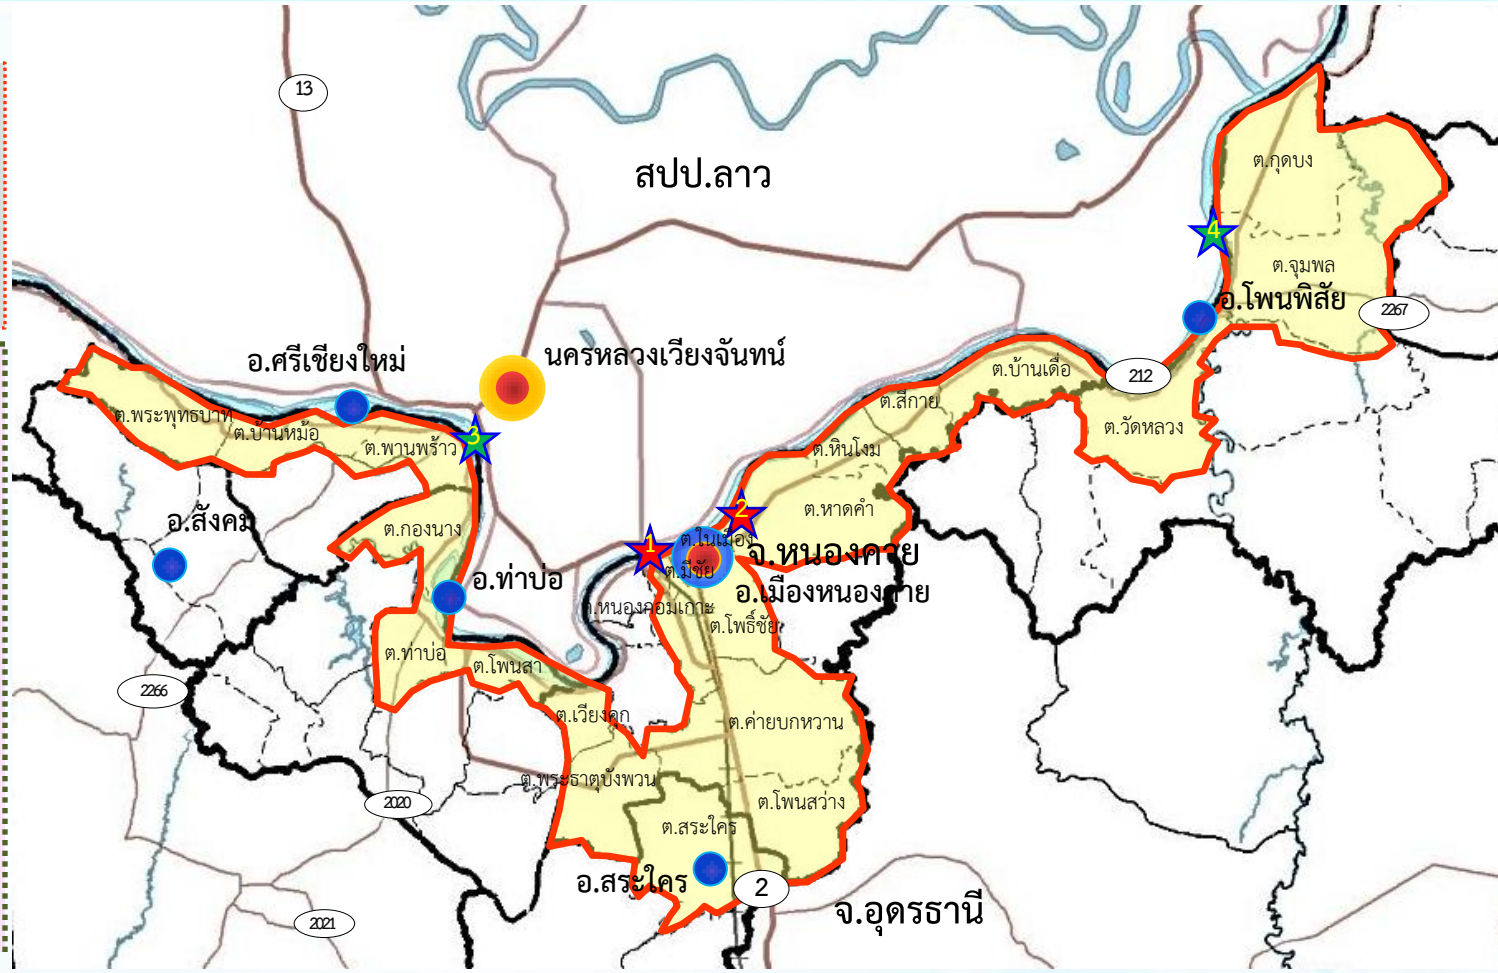 13
สปป.ลาว
ต.กุดบง
4
ต.จุมพล
อ.โพนพิสัย
2267
นครหลวงเวียงจันทน์
อ.ศรีเชียงใหม่
212
ต.บ้านเดื่อ
ต.สีกาย
ต.วัดหลวง
ต.พระพุทธบาท
ต.บ้านหม้อ
ต.พานพร้าว
3
ต.หินโงม
ต.หาดคำ
2
อ.สังคม
ต.กองนาง
1
ต.ในเมือง
จ.หนองคาย
ต.มีชัย
อ.ท่าบ่อ
อ.เมืองหนองคาย
ต.หนองกอมเกาะ
ต.โพธิ์ชัย
ต.ท่าบ่อ
ต.โพนสา
2266
ต.เวียงคุก
ต.ค่ายบกหวาน
ต.พระธาตุบังพวน
2020
ต.โพนสว่าง
ต.สระใคร
อ.สระใคร
2
จ.อุดรธานี
2021